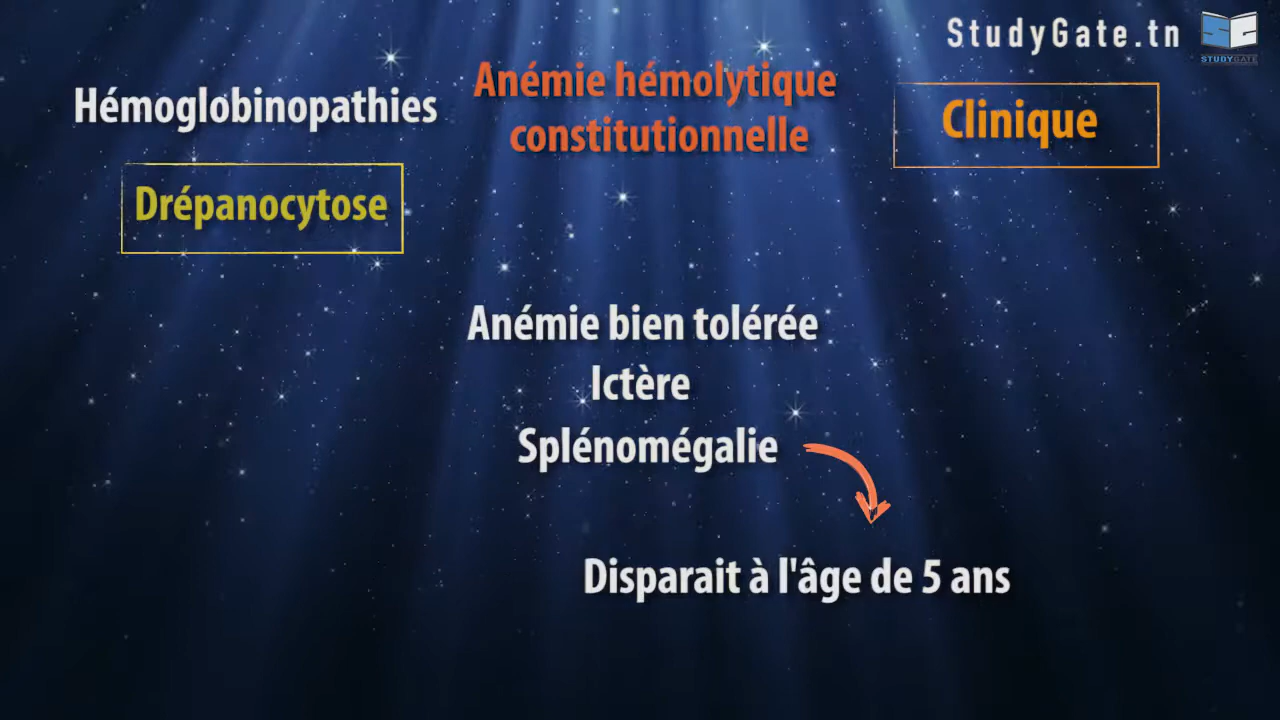 StudyGate.tn
STUDYGATE
Hémoglobinopathies
Anémie hémolytique
constitutionnelle
Clinique
Drépanocytose
Anémie bien tolérée
Ictère
Splénomégalie
Disparait à l'âge de 5 ans